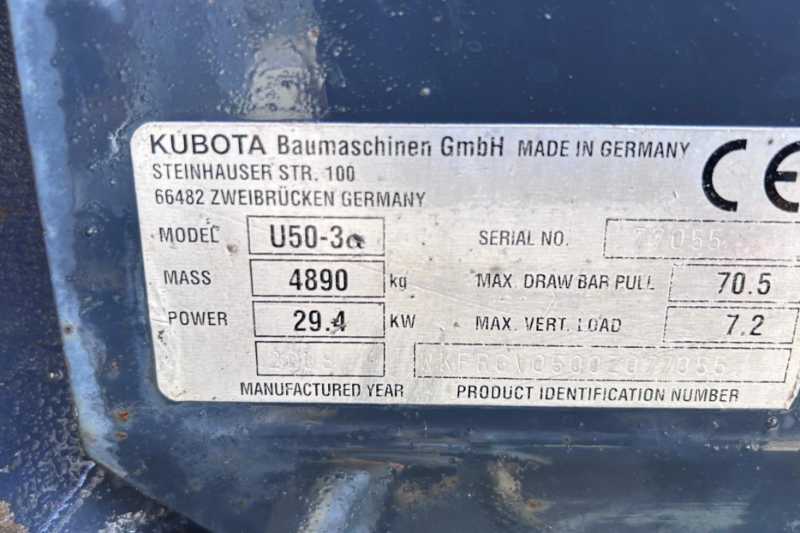 KUBOTA Baumaschinen GmbH MADE IN GERMANY CE
STEINHAUSER STR. 100
66482 ZWEIBRÜCKEN GERMANY
MODEL U50-3a SERIAL NO.
MASS 4890 kg MAX. DRAW BAR PULL 70.5
POWER 29.4 KW MAX. VERT. LOAD 7.2
MANUFACTURED YEAR PRODUCT IDENTIFICATION NUMBER